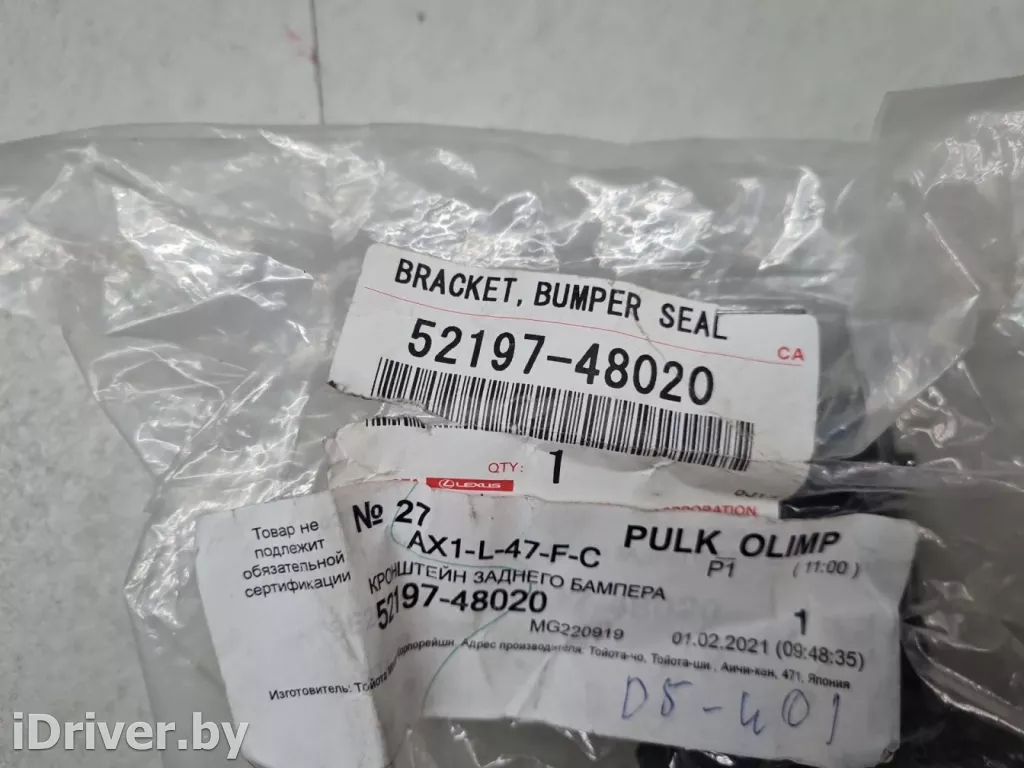 BRACKET, BUMPER SEAL
52197-48020
CA
QTY: 1
LEXUS
№ 27
AX1-L-47-F-C
PULK OLIMP
P1 (11:00)
Товар не
подлежит
обязательной
сертификации
КРОНШТЕЙН ЗАДНЕГО БАМПЕРА
52197-48020
1
MG220919
01.02.2021 (09:48:35)
Изготовитель: Тойота Адрес производителя: Тойота-чо, Тойота-ши, Аичи-кен, 471, Япония
D5-401
iDriver.by